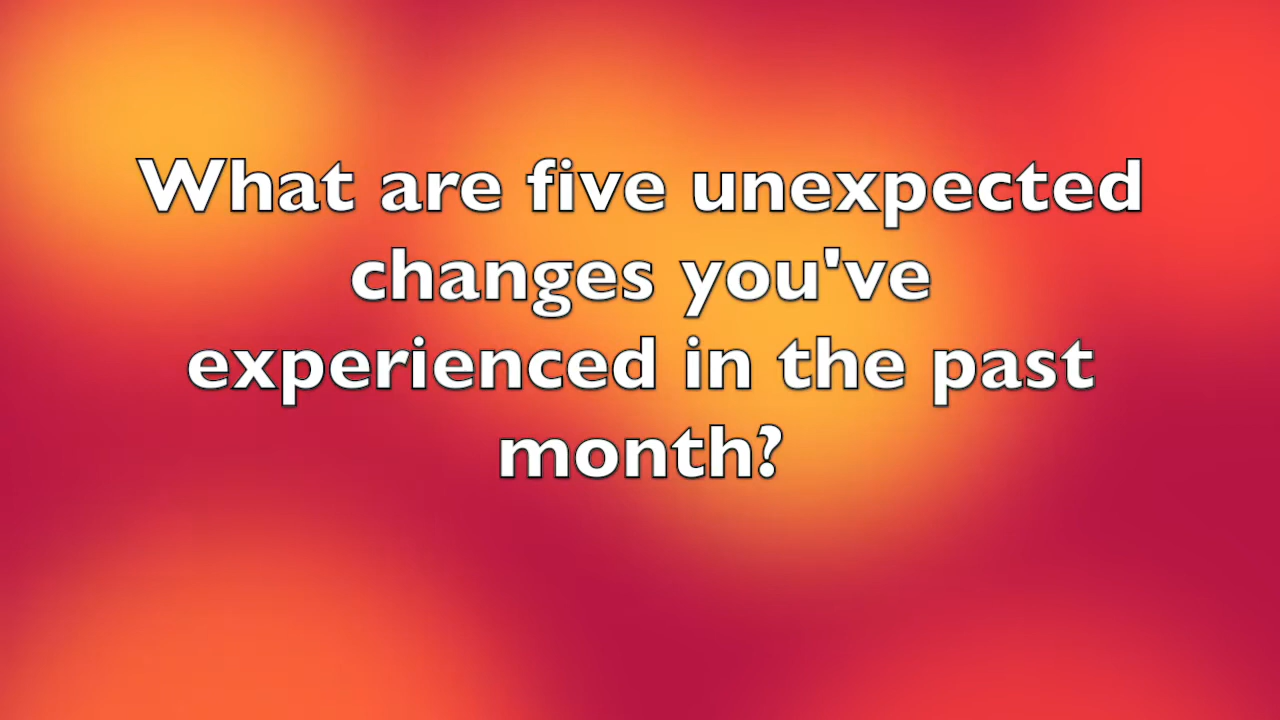 What are five unexpected
changes you've
experienced in the past
month?